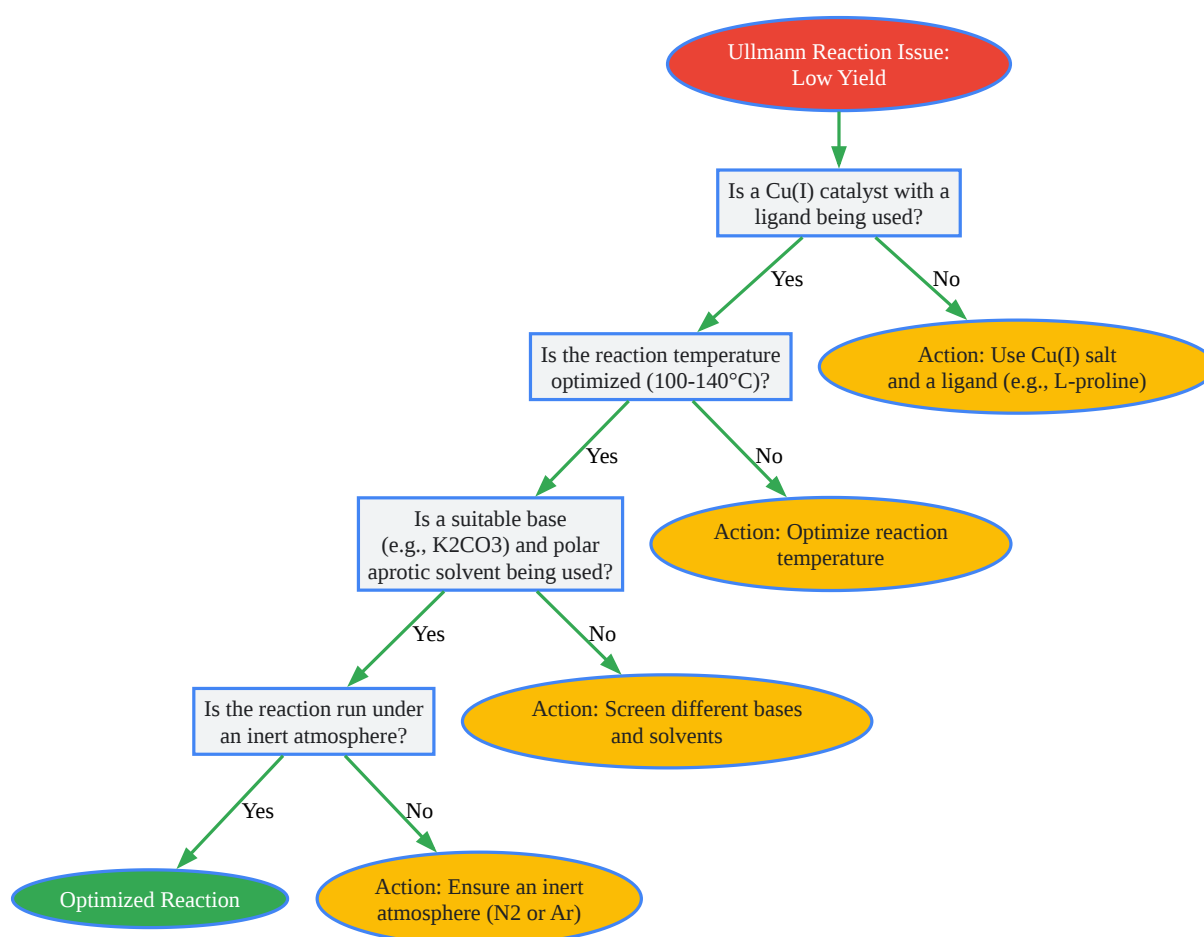 Ullmann Reaction Issue:
Low Yield
Is a Cu(I) catalyst with a
ligand being used?
Yes
No
Is the reaction temperature
optimized (100-140°C)?
Action: Use Cu(I) salt
and a ligand (e.g., L-proline)
Yes
No
Is a suitable base
(e.g., K2CO3) and polar
aprotic solvent being used?
Action: Optimize reaction
temperature
Yes
No
Is the reaction run under
an inert atmosphere?
Action: Screen different bases
and solvents
Yes
No
Optimized Reaction
Action: Ensure an inert
atmosphere (N2 or Ar)